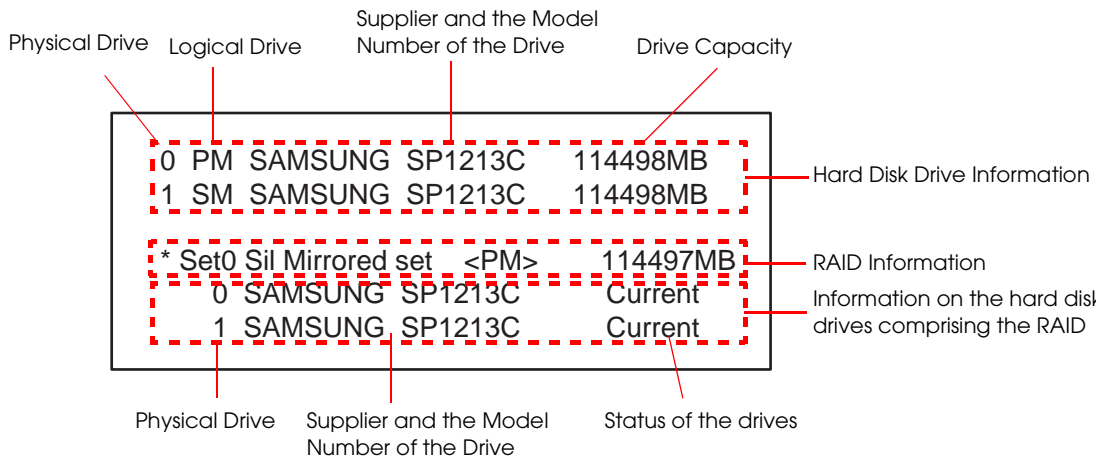 Supplier and the Model
Number of the Drive
Physical Drive
Logical Drive
Drive Capacity
0 PM SAMSUNG SP1213C 114498MB
1 SM SAMSUNG SP1213C 114498MB
Hard Disk Drive Information
* Set0 Sil Mirrored set <PM> 114497MB
RAID Information
0 SAMSUNG SP1213C Current
1 SAMSUNG SP1213C Current
Information on the hard disk
drives comprising the RAID
Physical Drive
Supplier and the Model
Number of the Drive
Status of the drives